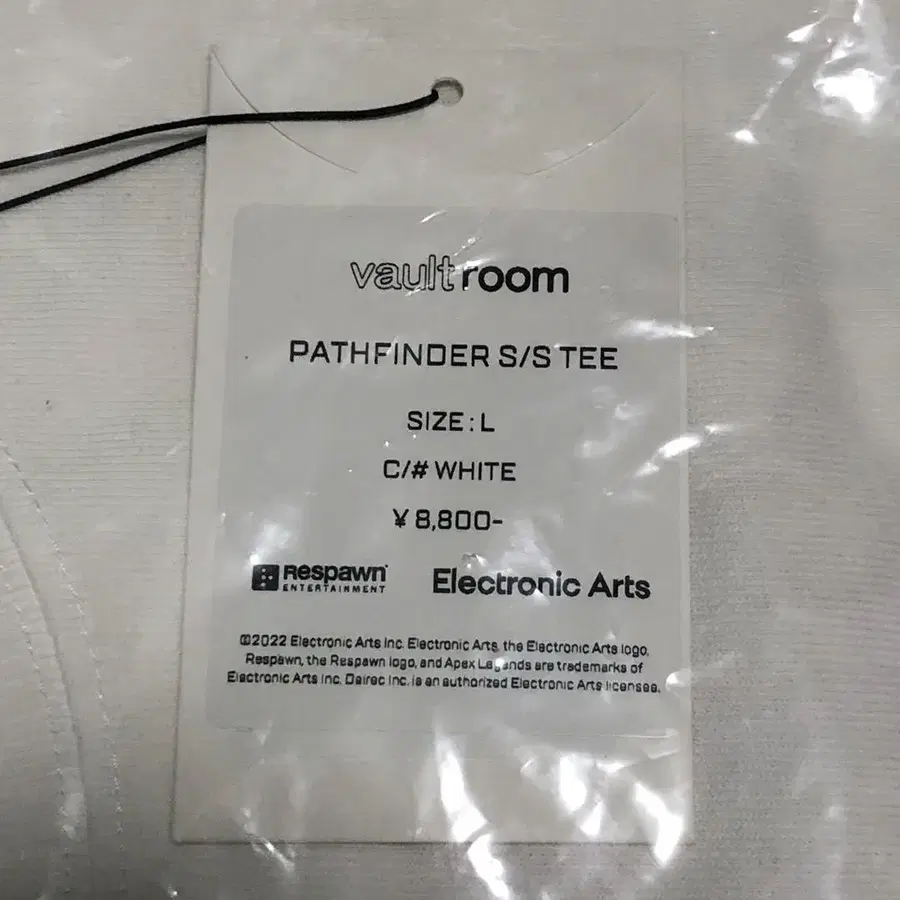 vaultroom
PATHFINDER S/S TEE
SIZE : L
C/# WHITE
¥ 8,800-
RESPAWN
ENTERTAINMENT
Electronic Arts
©2022 Electronic Arts Inc. Electronic Arts, the Electronic Arts logo,
Respawn, the Respawn logo, and Apex Legends are trademarks of
Electronic Arts Inc. Dairec Inc. is an authorized Electronic Arts licensee.